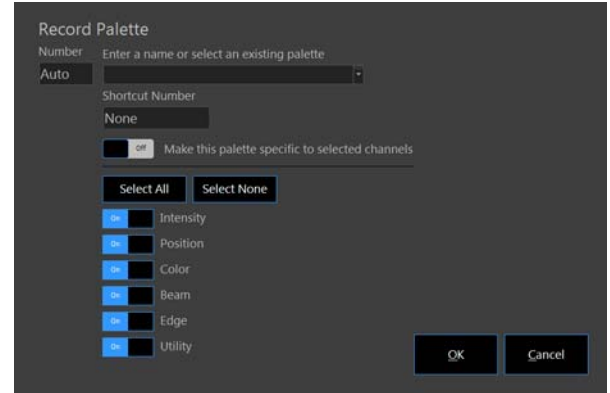 Record Palette
Number Enter a name or select an existing palette
Auto
Shortcut Number
None
Off Make this palette specific to selected channels
Select All Select None
On Intensity
On Position
On Color
On Beam
On Edge
On Utility
OK Cancel